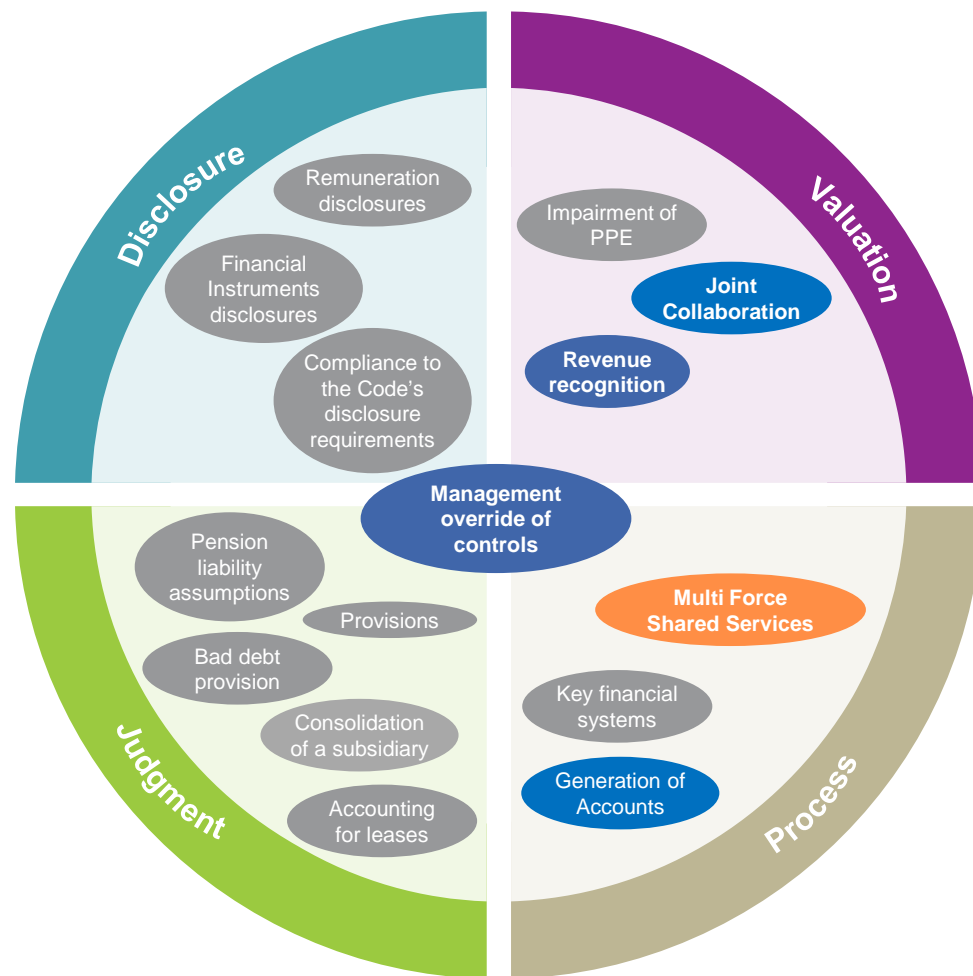 Disclosure
Remuneration
disclosures
Financial
Instruments
disclosures
Compliance to
the Code's
disclosure
requirements
Valuation
Impairment of
PPE
Joint
Collaboration
Revenue
recognition
Management
override of
controls
Judgment
Pension
liability
assumptions
Provisions
Bad debt
provision
Consolidation
of a subsidiary
Accounting
for leases
Process
Multi Force
Shared Services
Key financial
systems
Generation of
Accounts